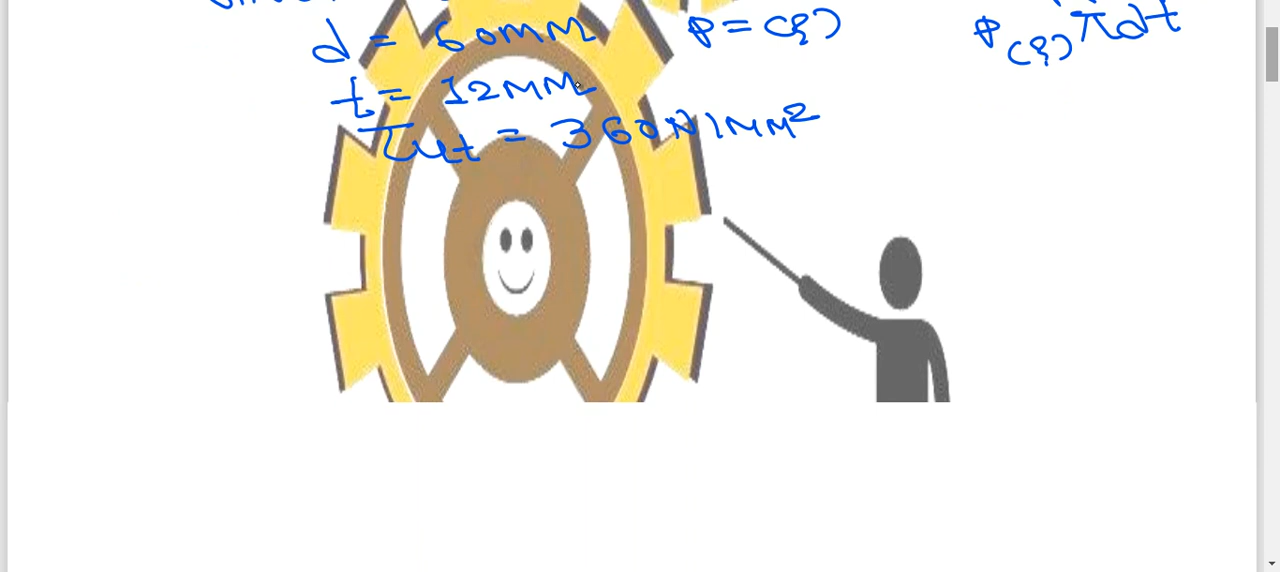 d = 60mm P = (?) P(?) πdt
t = 12mm
τut = 360N/mm²